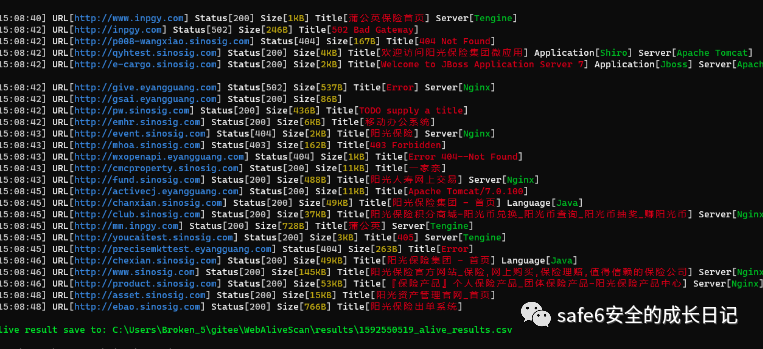 15:08:40] URL[http://www.inpgy.com] Status[200] Size[1KB] Title[蒲公英保险首页] Server[Tengine]
15:08:42] URL[http://inpgy.com] Status[502] Size[246B] Title[502 Bad Gateway]
15:08:42] URL[http://p008-wangxiao.sinosig.com] Status[404] Size[167B] Title[404 Not Found]
15:08:42] URL[http://qyhtest.sinosig.com] Status[200] Size[4KB] Title[欢迎访问阳光保险集团微应用] Application[Shiro] Server[Apache Tomcat]
15:08:42] URL[http://e-cargo.sinosig.com] Status[200] Size[2KB] Title[Welcome to JBoss Application Server 7] Application[Jboss] Server[Apac
15:08:42] URL[http://give.eyangguang.com] Status[502] Size[537B] Title[Error] Server[Nginx]
15:08:42] URL[http://gsai.eyangguang.com] Status[200] Size[86B]
15:08:42] URL[http://pw.sinosig.com] Status[200] Size[436B] Title[TODO supply a title]
15:08:42] URL[http://emhr.sinosig.com] Status[200] Size[6KB] Title[移动办公系统]
15:08:43] URL[http://event.sinosig.com] Status[404] Size[2KB] Title[阳光保险] Server[Nginx]
15:08:43] URL[http://mhoa.sinosig.com] Status[403] Size[162B] Title[403 Forbidden]
15:08:43] URL[http://wxopenapi.eyangguang.com] Status[404] Size[1KB] Title[Error 404--Not Found]
15:08:43] URL[http://cmcproperty.sinosig.com] Status[200] Size[11KB] Title[一家亲]
15:08:43] URL[http://fund.sinosig.com] Status[200] Size[488B] Title[阳光人寿网上交易] Server[Nginx]
15:08:45] URL[http://activecj.eyangguang.com] Status[200] Size[11KB] Title[Apache Tomcat/7.0.100]
15:08:45] URL[http://chanxian.sinosig.com] Status[200] Size[49KB] Title[阳光保险集团 - 首页] Language[Java]
15:08:45] URL[http://club.sinosig.com] Status[200] Size[37KB] Title[阳光保险积分商城-阳光币兑换_阳光币查询_阳光币抽奖_赚阳光币] Server[Nginx
15:08:45] URL[http://mn.inpgy.com] Status[200] Size[728B] Title[蒲公英] Server[Tengine]
15:08:45] URL[http://youcaitest.sinosig.com] Status[200] Size[3KB] Title[405] Server[Tengine]
15:08:45] URL[http://precisemkttest.eyangguang.com] Status[404] Size[263B] Title[Error]
15:08:46] URL[http://chexian.sinosig.com] Status[200] Size[49KB] Title[阳光保险集团 - 首页] Language[Java]
15:08:46] URL[http://www.sinosig.com] Status[200] Size[145KB] Title[阳光保险官方网站_保险,网上购买,保险理赔,值得信赖的保险公司] Server[Nginx
15:08:46] URL[http://product.sinosig.com] Status[200] Size[53KB] Title[『保险产品』个人保险产品_团体保险产品-阳光保险产品中心] Server[Nginx]
15:08:48] URL[http://asset.sinosig.com] Status[200] Size[15KB] Title[阳光资产管理官网_首页]
15:08:48] URL[http://ebao.sinosig.com] Status[200] Size[766B] Title[阳光保险出单系统]
live result save to: C:\Users\Broken_5\gitee\WebAliveScan\results\1592550519_alive_results.csv
safe6安全的成长日记